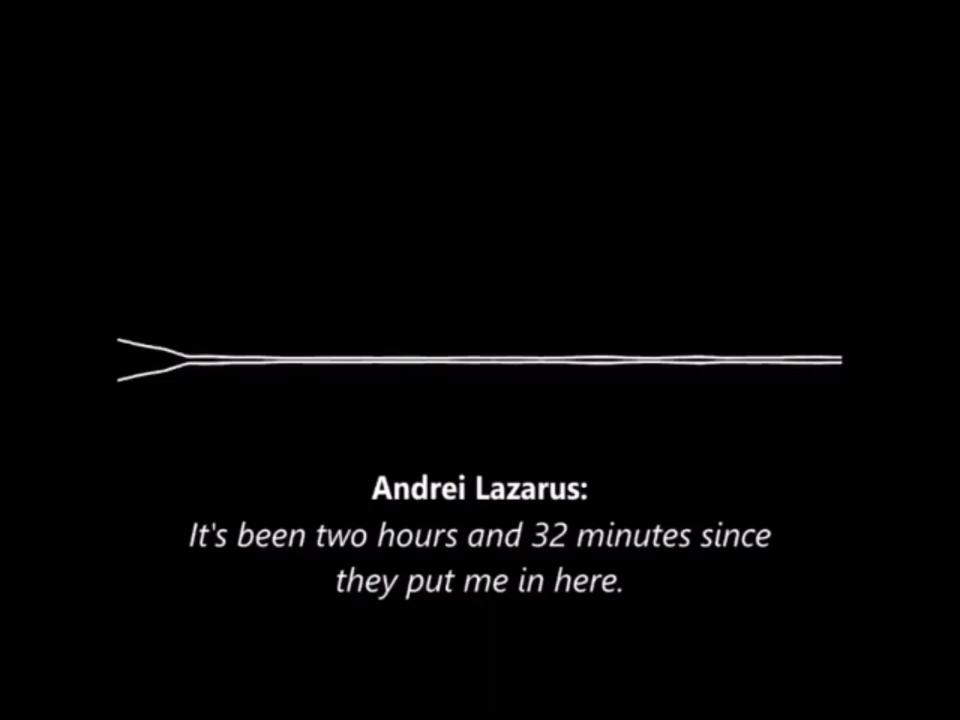 Andrei Lazarus:
It's been two hours and 32 minutes since
they put me in here.